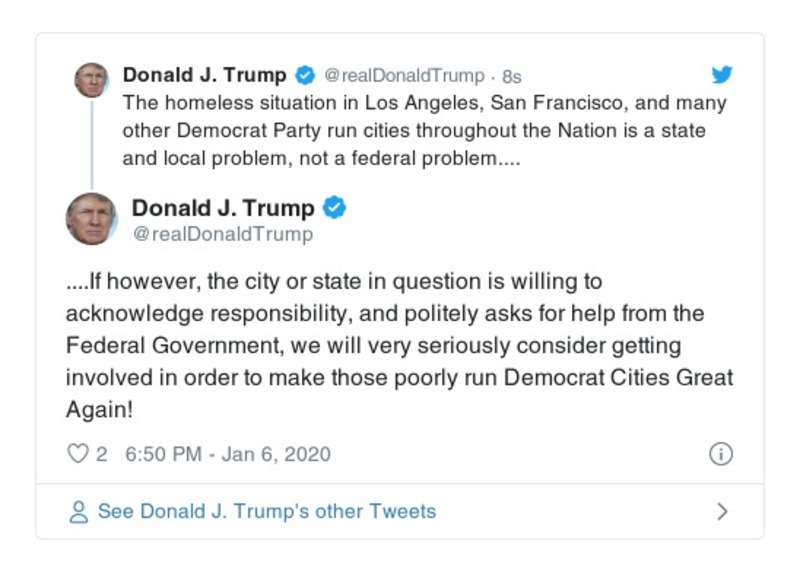 Donald J. Trump @realDonaldTrump · 8s
The homeless situation in Los Angeles, San Francisco, and many
other Democrat Party run cities throughout the Nation is a state
and local problem, not a federal problem....
Donald J. Trump
@realDonaldTrump
....If however, the city or state in question is willing to
acknowledge responsibility, and politely asks for help from the
Federal Government, we will very seriously consider getting
involved in order to make those poorly run Democrat Cities Great
Again!
2 6:50 PM - Jan 6, 2020
See Donald J. Trump's other Tweets